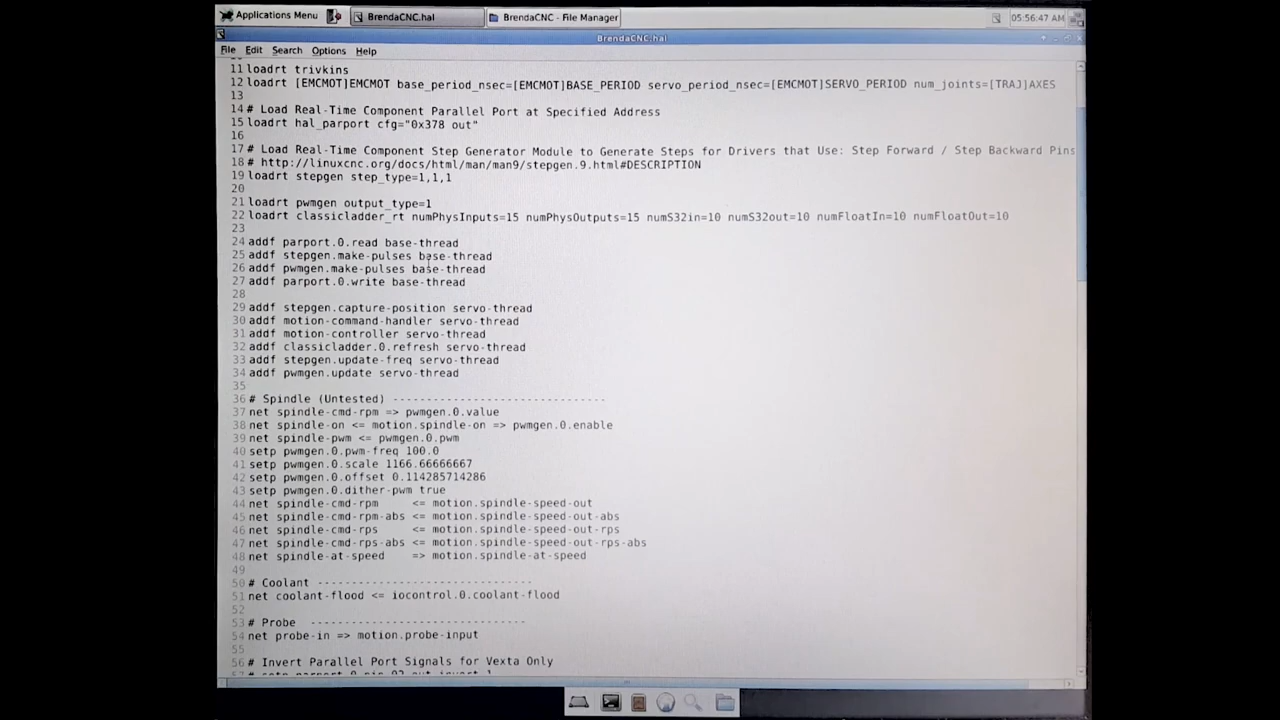 Applications Menu
BrendaCNC.hal
BrendaCNC - File Manager
05:56:47 AM
BrendaCNC.hal
File Edit Search Options Help
11 loadrt trivkins
12 loadrt [EMCMOT]EMCMOT base_period_nsec=[EMCMOT]BASE_PERIOD servo_period_nsec=[EMCMOT]SERVO_PERIOD num_joints=[TRAJ]AXES
13
14 # Load Real-Time Component Parallel Port at Specified Address
15 loadrt hal_parport cfg="0x378 out"
16
17 # Load Real-Time Component Step Generator Module to Generate Steps for Drivers that Use: Step Forward / Step Backward Pins
18 # http://linuxcnc.org/docs/html/man/man9/stepgen.9.html#DESCRIPTION
19 loadrt stepgen step_type=1,1,1
20
21 loadrt pwmgen output_type=1
22 loadrt classicladder_rt numPhysInputs=15 numPhysOutputs=15 numS32in=10 numS32out=10 numFloatIn=10 numFloatOut=10
23
24 addf parport.0.read base-thread
25 addf stepgen.make-pulses base-thread
26 addf pwmgen.make-pulses base-thread
27 addf parport.0.write base-thread
28
29 addf stepgen.capture-position servo-thread
30 addf motion-command-handler servo-thread
31 addf motion-controller servo-thread
32 addf classicladder.0.refresh servo-thread
33 addf stepgen.update-freq servo-thread
34 addf pwmgen.update servo-thread
35
36 # Spindle (Untested) -------------------------------
37 net spindle-cmd-rpm => pwmgen.0.value
38 net spindle-on <= motion.spindle-on => pwmgen.0.enable
39 net spindle-pwm <= pwmgen.0.pwm
40 setp pwmgen.0.pwm-freq 100.0
41 setp pwmgen.0.scale 1166.66666667
42 setp pwmgen.0.offset 0.114285714286
43 setp pwmgen.0.dither-pwm true
44 net spindle-cmd-rpm <= motion.spindle-speed-out
45 net spindle-cmd-rpm-abs <= motion.spindle-speed-out-abs
46 net spindle-cmd-rps <= motion.spindle-speed-out-rps
47 net spindle-cmd-rps-abs <= motion.spindle-speed-out-rps-abs
48 net spindle-at-speed => motion.spindle-at-speed
49
50 # Coolant --------------------------------
51 net coolant-flood <= iocontrol.0.coolant-flood
52
53 # Probe ----------------------------------
54 net probe-in => motion.probe-input
55
56 # Invert Parallel Port Signals for Vexta Only